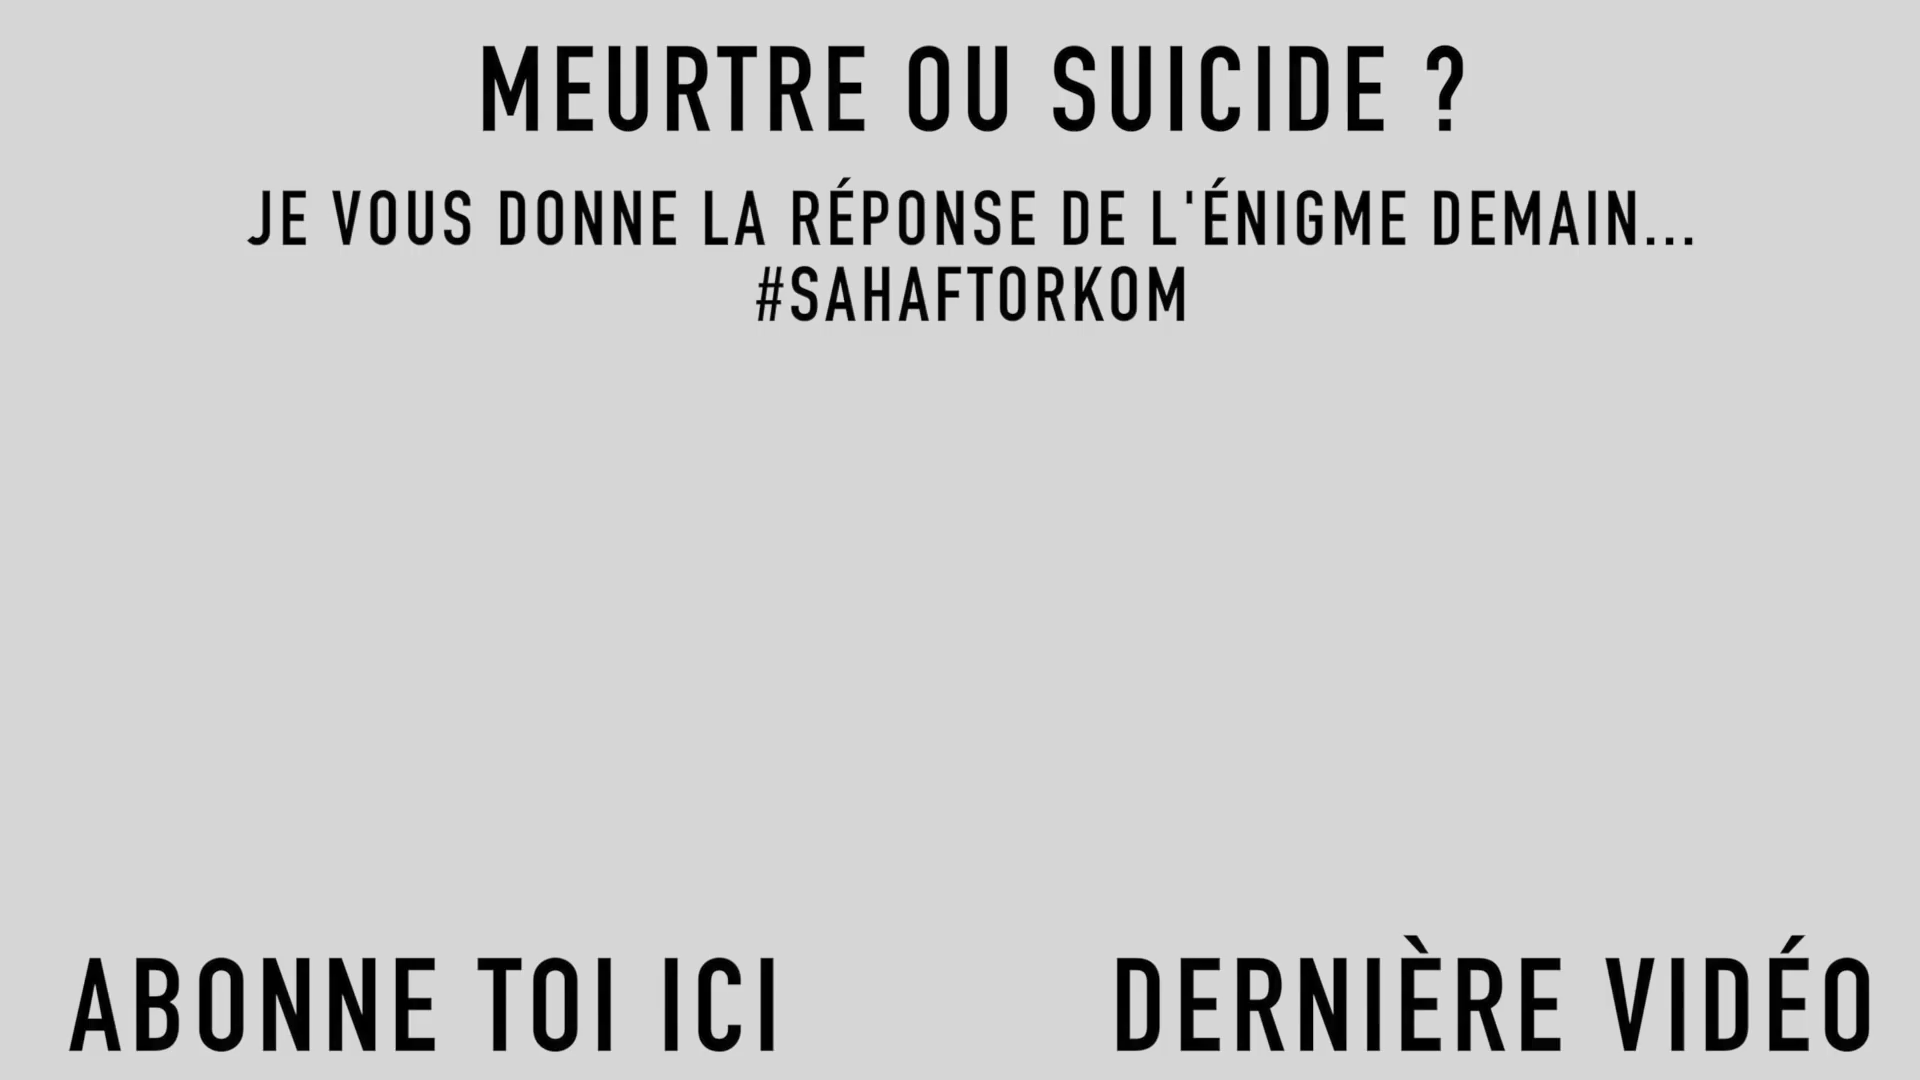 MEURTRE OU SUICIDE ?
JE VOUS DONNE LA RÉPONSE DE L'ÉNIGME DEMAIN...
#SAHAFTORKOM
ABONNE TOI ICI
DERNIÈRE VIDÉO